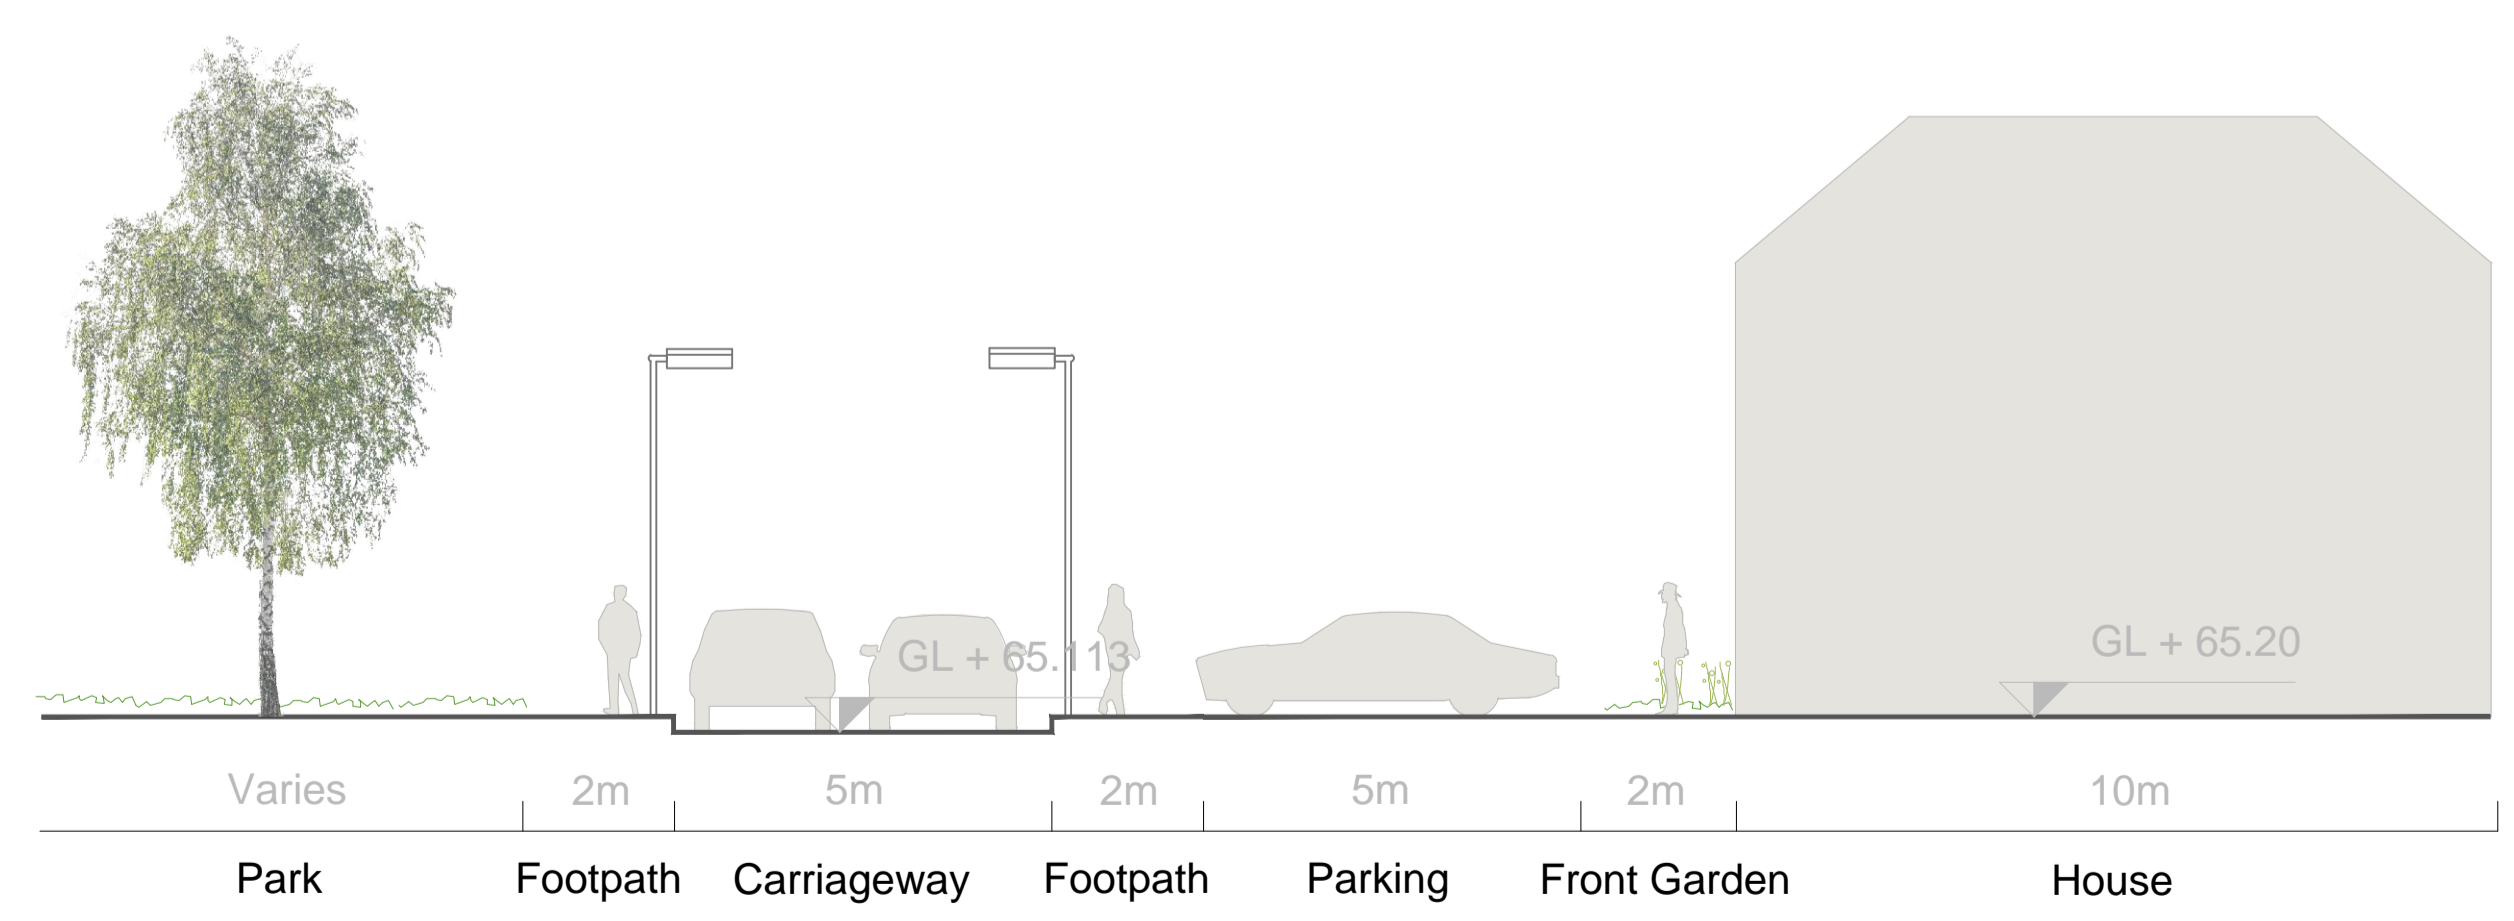 GL + 65.113
GL + 65.20
Varies 2m 5m 2m 5m 2m 10m
Park Footpath Carriageway Footpath Parking Front Garden House